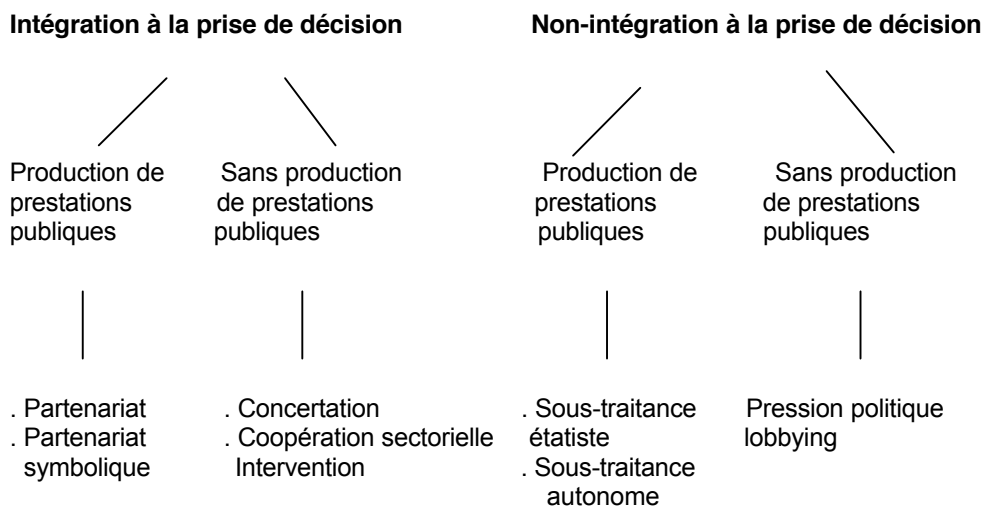 Intégration à la prise de décision
Non-intégration à la prise de décision
Production de
prestations
publiques
Sans production
de prestations
publiques
Production de
prestations
publiques
Sans production
de prestations
publiques
. Partenariat
. Partenariat
symbolique
. Concertation
. Coopération sectorielle
Intervention
. Sous-traitance
étatiste
. Sous-traitance
autonome
Pression politique
lobbying